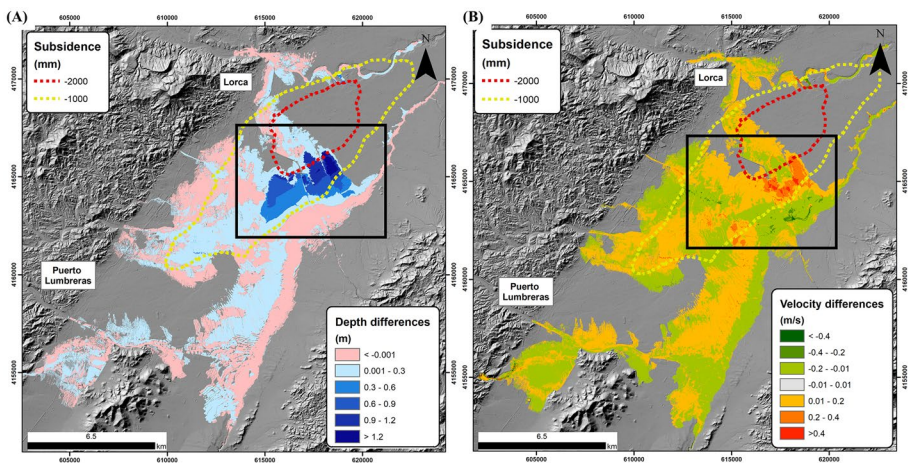 (A)
605000 610000 615000 620000
Subsidence
(mm)
-2000
-1000
N
Lorca
4170000
4165000
4160000
4155000
Puerto
Lumbreras
Depth differences
(m)
< -0.001
0.001 - 0.3
0.3 - 0.6
0.6 - 0.9
0.9 - 1.2
> 1.2
6.5
km
605000 610000 615000 620000
(B)
605000 610000 615000 620000
Subsidence
(mm)
-2000
-1000
N
Lorca
4170000
4165000
4160000
4155000
Puerto
Lumbreras
Velocity differences
(m/s)
< -0.4
-0.4 - -0.2
-0.2 - -0.01
-0.01 - 0.01
0.01 - 0.2
0.2 - 0.4
>0.4
6.5
km
605000 610000 615000 620000